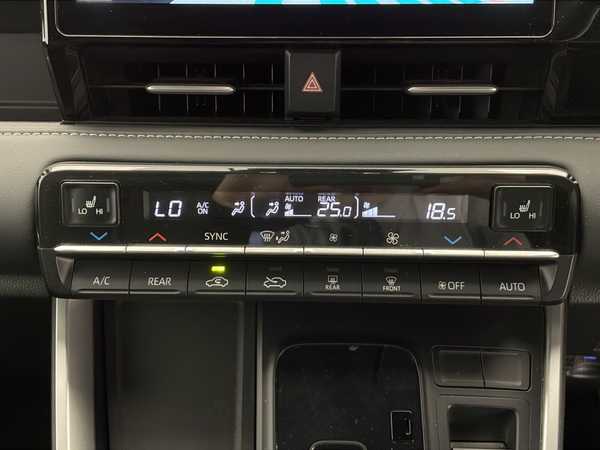 AUTO REAR
LO A/C ON 25.0 18.5
LO HI
LO HI
SYNC
A/C REAR REAR FRONT OFF AUTO